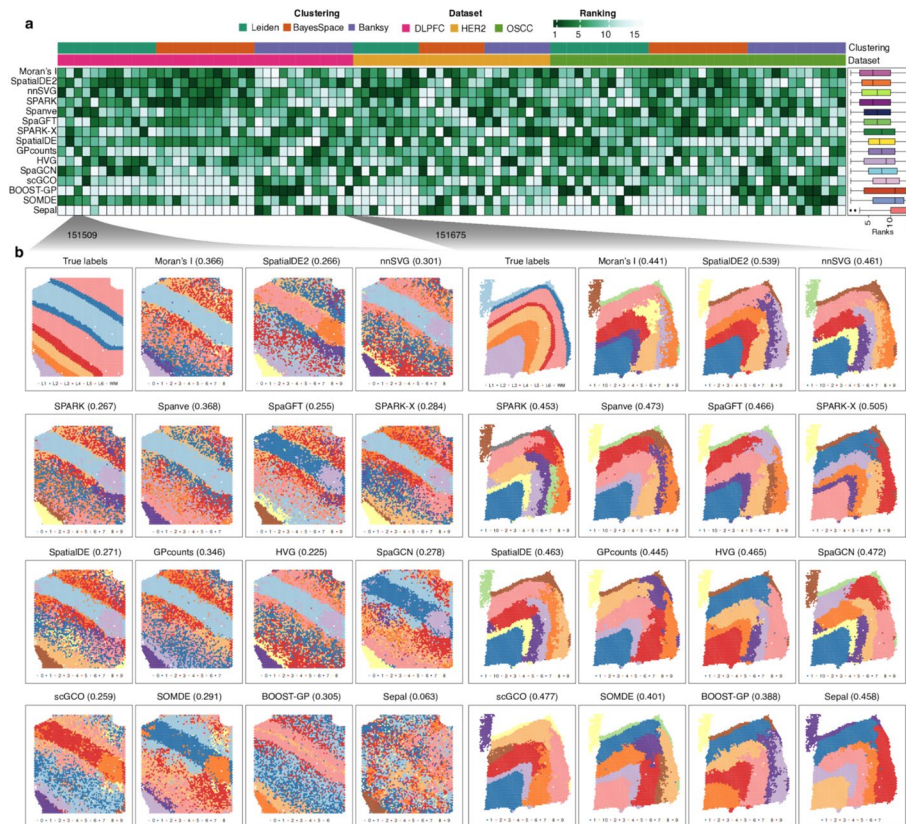 a
Clustering Dataset Ranking
Leiden BayesSpace Banksy DLPFC HER2 OSCC 1 5 10 15
Clustering
Dataset
Moran's I
SpatialDE2
nnSVG
SPARK
Spanve
SpaGFT
SPARK-X
SpatialDE
GPcounts
HVG
SpaGCN
scGCO
BOOST-GP
SOMDE
Sepal
5 10
Ranks
151509 151675
b
True labels Moran's I (0.366) SpatialDE2 (0.266) nnSVG (0.301) True labels Moran's I (0.441) SpatialDE2 (0.539) nnSVG (0.461)
SPARK (0.267) Spanve (0.368) SpaGFT (0.255) SPARK-X (0.284) SPARK (0.453) Spanve (0.473) SpaGFT (0.466) SPARK-X (0.505)
SpatialDE (0.271) GPcounts (0.346) HVG (0.225) SpaGCN (0.278) SpatialDE (0.463) GPcounts (0.445) HVG (0.465) SpaGCN (0.472)
scGCO (0.259) SOMDE (0.291) BOOST-GP (0.305) Sepal (0.063) scGCO (0.477) SOMDE (0.401) BOOST-GP (0.388) Sepal (0.458)